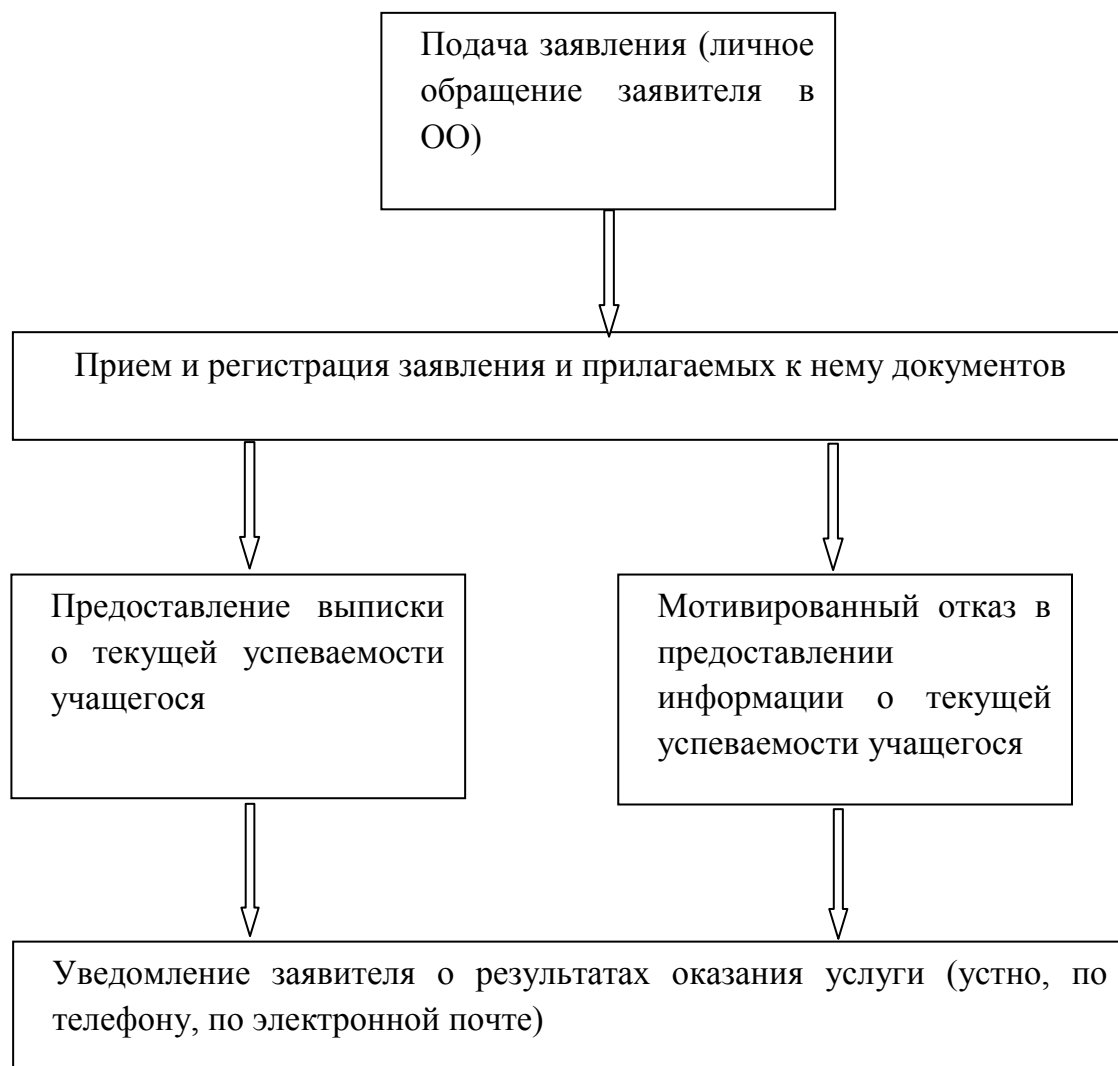 Подача заявления (личное
обращение заявителя в
ОО)
Прием и регистрация заявления и прилагаемых к нему документов
Предоставление выписки
о текущей успеваемости
учащегося
Мотивированный отказ в
предоставлении
информации о текущей
успеваемости учащегося
Уведомление заявителя о результатах оказания услуги (устно, по
телефону, по электронной почте)